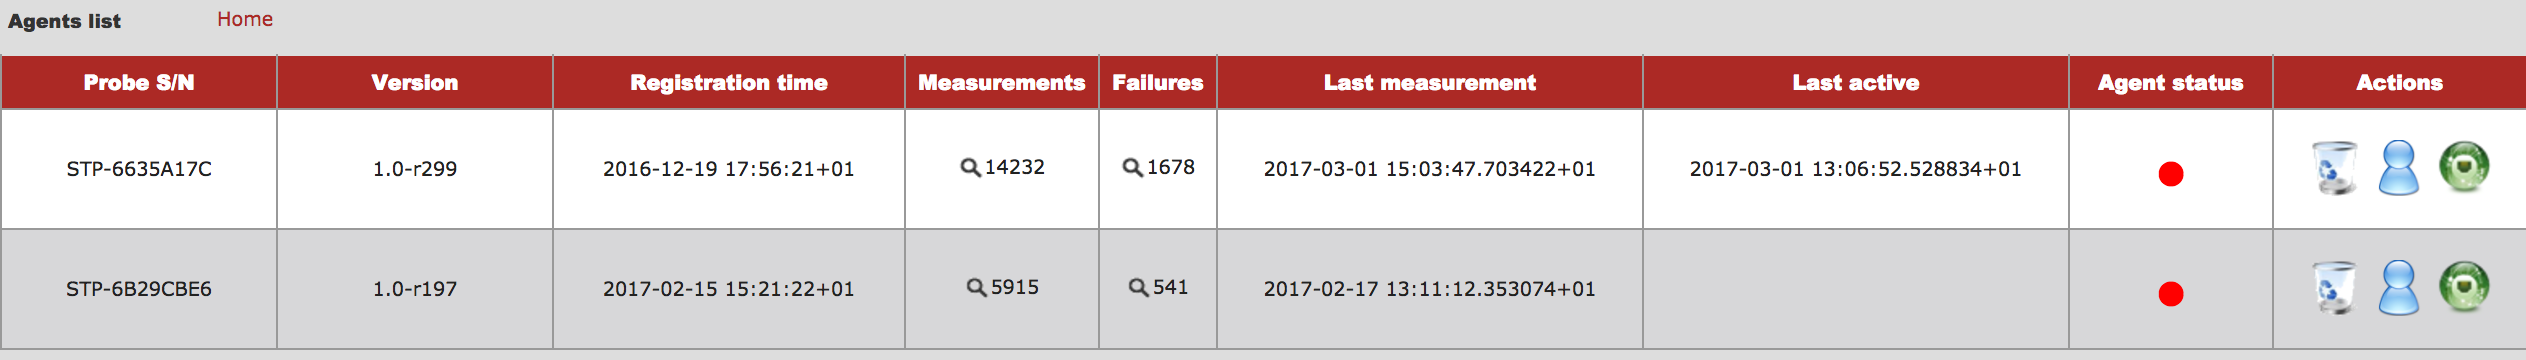 Agents list Home
Probe S/N Version Registration time Measurements Failures Last measurement Last active Agent status Actions
STP-6635A17C 1.0-r299 2016-12-19 17:56:21+01 14232 1678 2017-03-01 15:03:47.703422+01 2017-03-01 13:06:52.528834+01
STP-6B29CBE6 1.0-r197 2017-02-15 15:21:22+01 5915 541 2017-02-17 13:11:12.353074+01